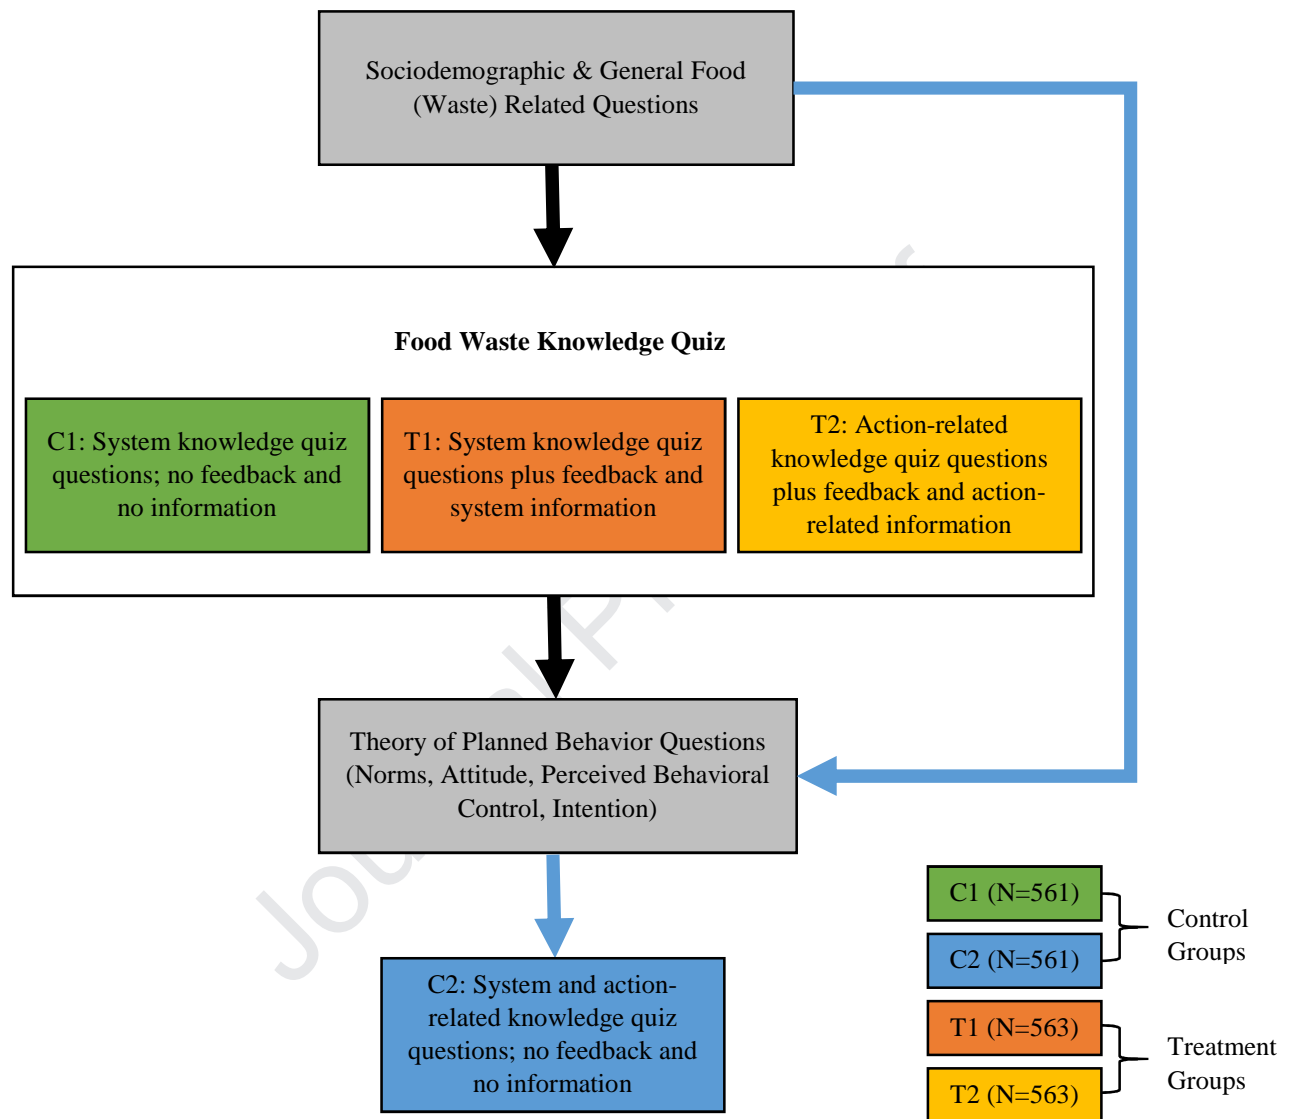 Sociodemographic & General Food
(Waste) Related Questions
Food Waste Knowledge Quiz
C1: System knowledge quiz
questions; no feedback and
no information
T1: System knowledge quiz
questions plus feedback and
system information
T2: Action-related
knowledge quiz questions
plus feedback and action-
related information
Theory of Planned Behavior Questions
(Norms, Attitude, Perceived Behavioral
Control, Intention)
C2: System and action-
related knowledge quiz
questions; no feedback and
no information
C1 (N=561)
C2 (N=561)
Control
Groups
T1 (N=563)
T2 (N=563)
Treatment
Groups